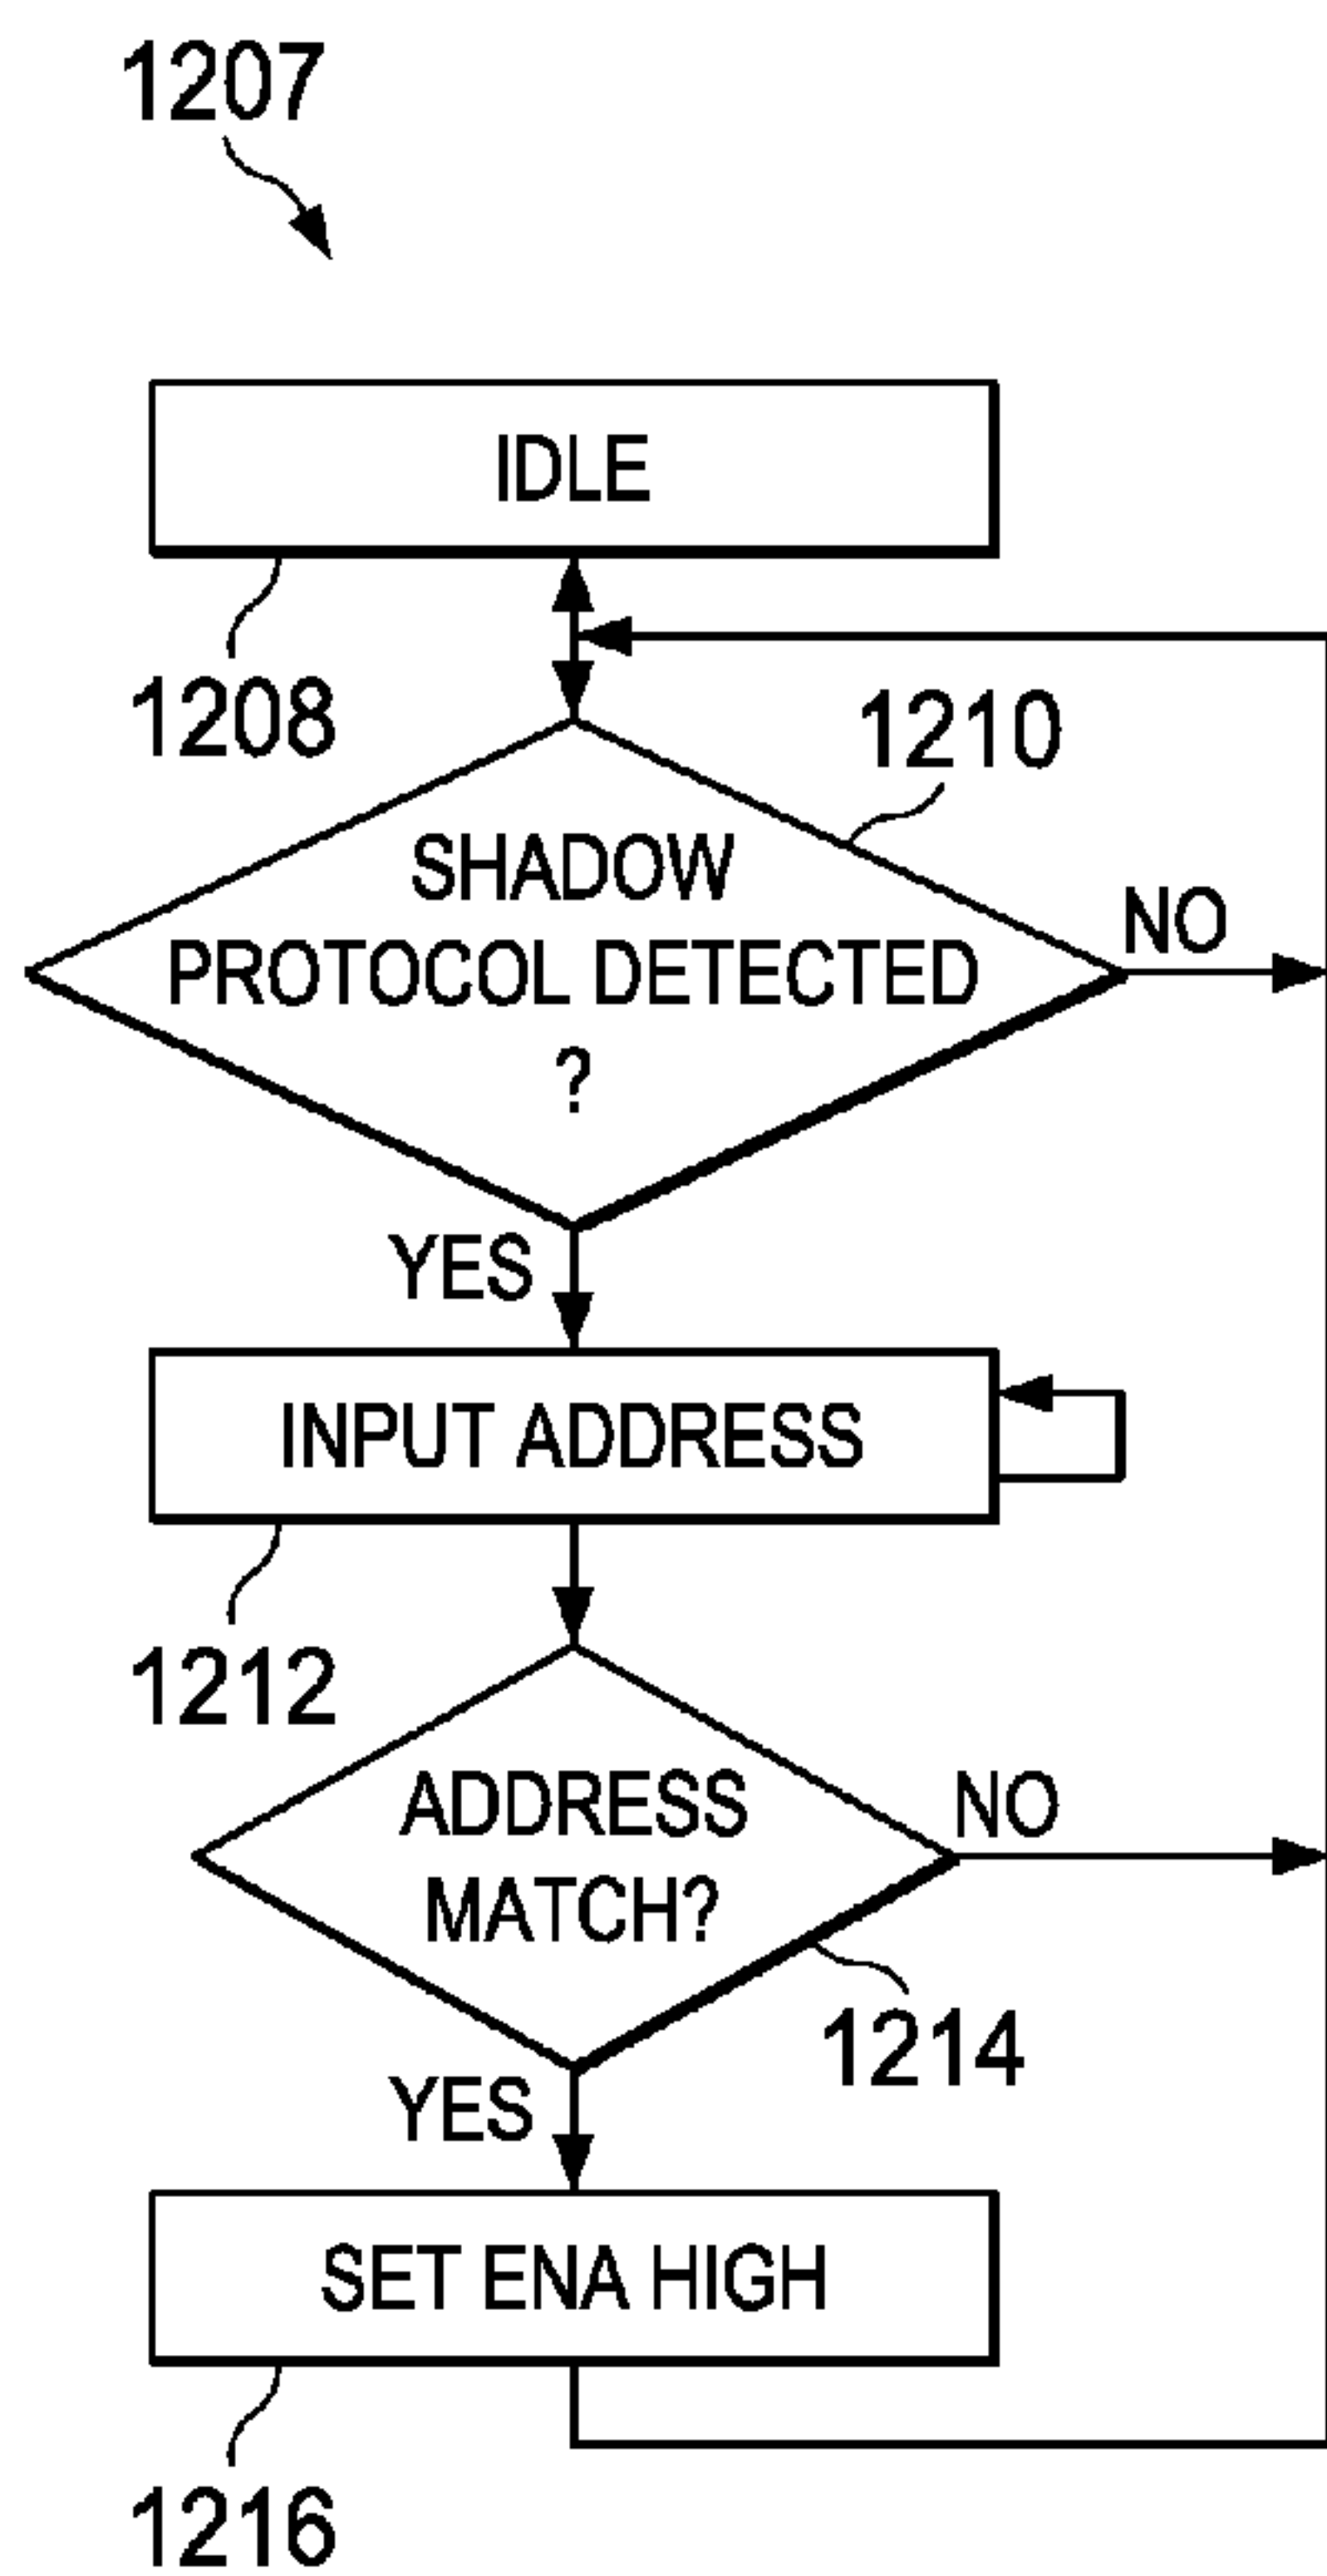 1207
IDLE
1208
1210
SHADOW
PROTOCOL DETECTED
?
NO
YES
INPUT ADDRESS
1212
ADDRESS
MATCH?
NO
1214
YES
SET ENA HIGH
1216